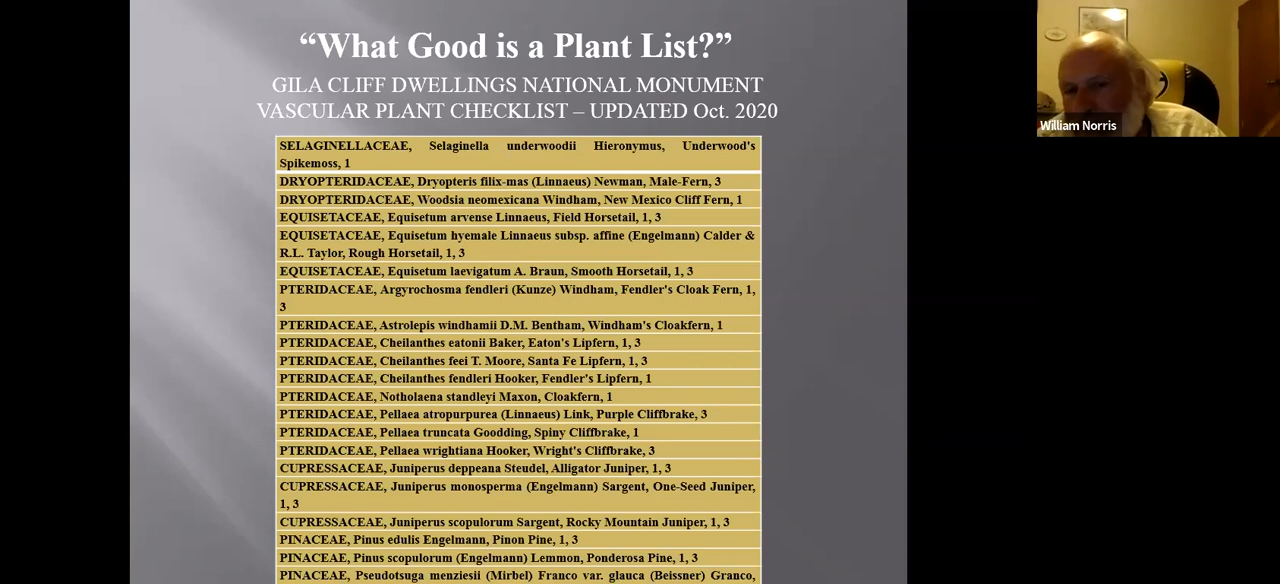 “What Good is a Plant List?”
GILA CLIFF DWELLINGS NATIONAL MONUMENT
VASCULAR PLANT CHECKLIST – UPDATED Oct. 2020
SELAGINELLACEAE, Selaginella underwoodii Hieronymus, Underwood's
Spikemoss, 1
DRYOPTERIDACEAE, Dryopteris filix-mas (Linnaeus) Newman, Male-Fern, 3
DRYOPTERIDACEAE, Woodsia neomexicana Windham, New Mexico Cliff Fern, 1
EQUISETACEAE, Equisetum arvense Linnaeus, Field Horsetail, 1, 3
EQUISETACEAE, Equisetum hyemale Linnaeus subsp. affine (Engelmann) Calder &
R.L. Taylor, Rough Horsetail, 1, 3
EQUISETACEAE, Equisetum laevigatum A. Braun, Smooth Horsetail, 1, 3
PTERIDACEAE, Argyrochosma fendleri (Kunze) Windham, Fendler's Cloak Fern, 1,
3
PTERIDACEAE, Astrolepis windhamii D.M. Bentham, Windham's Cloakfern, 1
PTERIDACEAE, Cheilanthes eatonii Baker, Eaton's Lipfern, 1, 3
PTERIDACEAE, Cheilanthes feei T. Moore, Santa Fe Lipfern, 1, 3
PTERIDACEAE, Cheilanthes fendleri Hooker, Fendler's Lipfern, 1
PTERIDACEAE, Notholaena standleyi Maxon, Cloakfern, 1
PTERIDACEAE, Pellaea atropurpurea (Linnaeus) Link, Purple Cliffbrake, 3
PTERIDACEAE, Pellaea truncata Goodding, Spiny Cliffbrake, 1
PTERIDACEAE, Pellaea wrightiana Hooker, Wright's Cliffbrake, 3
CUPRESSACEAE, Juniperus deppeana Steudel, Alligator Juniper, 1, 3
CUPRESSACEAE, Juniperus monosperma (Engelmann) Sargent, One-Seed Juniper,
1, 3
CUPRESSACEAE, Juniperus scopulorum Sargent, Rocky Mountain Juniper, 1, 3
PINACEAE, Pinus edulis Engelmann, Pinon Pine, 1, 3
PINACEAE, Pinus scopulorum (Engelmann) Lemmon, Ponderosa Pine, 1, 3
PINACEAE, Pseudotsuga menziesii (Mirbel) Franco var. glauca (Beissner) Granco,
William Norris